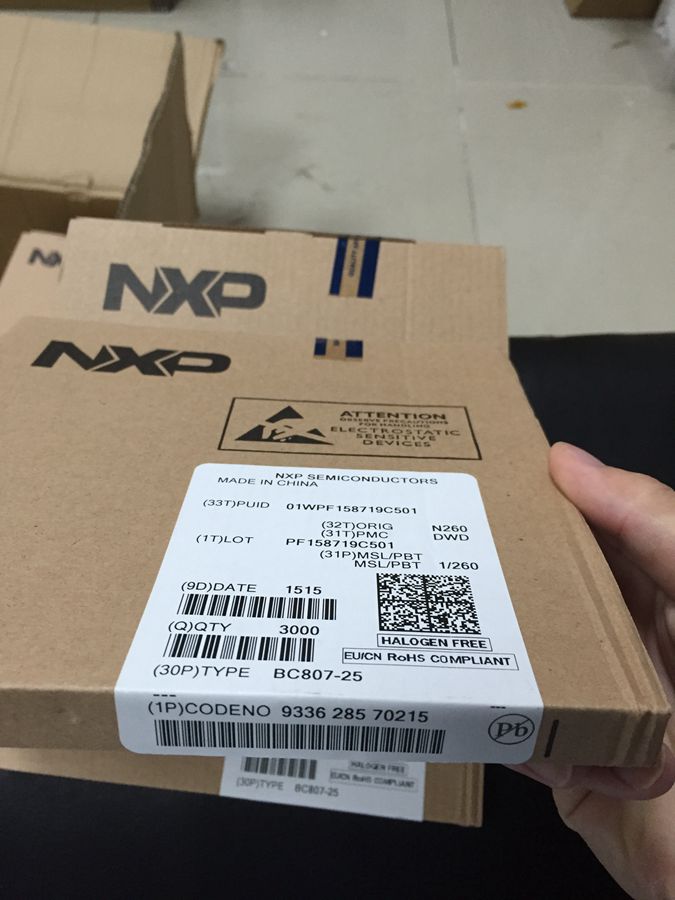 NXP
NXP
NXP
ATTENTION
OBSERVE PRECAUTIONS
FOR HANDLING
ELECTROSTATIC
SENSITIVE
DEVICES
NXP SEMICONDUCTORS
MADE IN CHINA
(33T)PUID 01WPF158719C501
(32T)ORIG N260
(31T)PMC DWD
(1T)LOT PF158719C501
(31P)MSL/PBT
MSL/PBT 1/260
(9D)DATE 1515
(Q)QTY 3000
HALOGEN FREE
EU/CN RoHS COMPLIANT
(30P)TYPE BC807-25
(1P)CODENO 9336 285 70215
Pb
HALOGEN FREE
EU/CN RoHS COMPLIANT
(30P)TYPE BC807-25